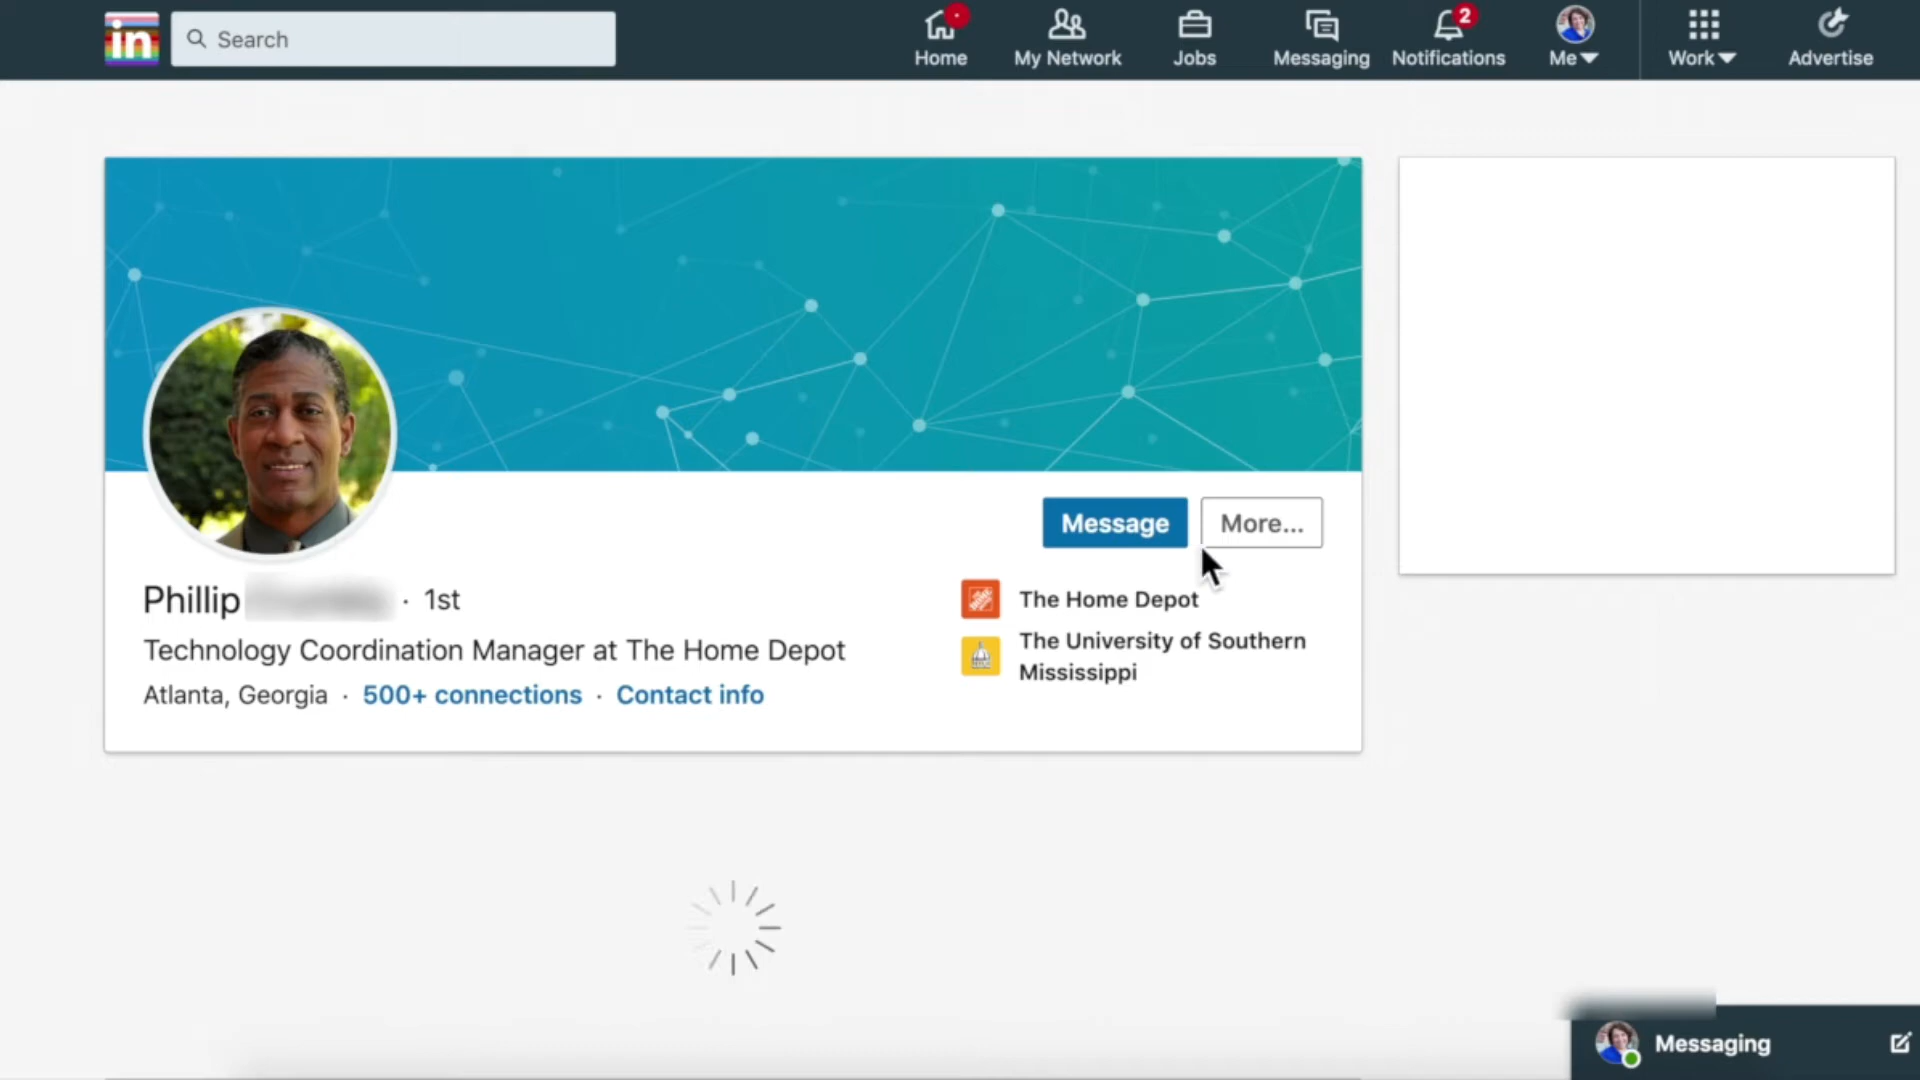 in
Search
Home
My Network
Jobs
Messaging
2
Notifications
Me
Work
Advertise
Message
More...
Phillip · 1st
Technology Coordination Manager at The Home Depot
Atlanta, Georgia · 500+ connections · Contact info
The Home Depot
The University of Southern
Mississippi
Messaging